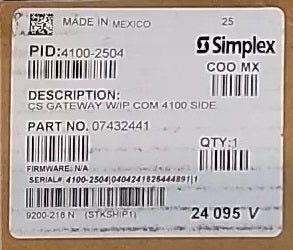 MADE IN MEXICO 25
PID:4100-2504
Simplex
COO MX
DESCRIPTION:
CS GATEWAY W/IP COM 4100 SIDE
PART NO. 07432441
QTY:1
FIRMWARE: N/A
SERIAL# 4100-2504|0404241626444891|1
9200-218 N (STKSHIP1) 24 095 V